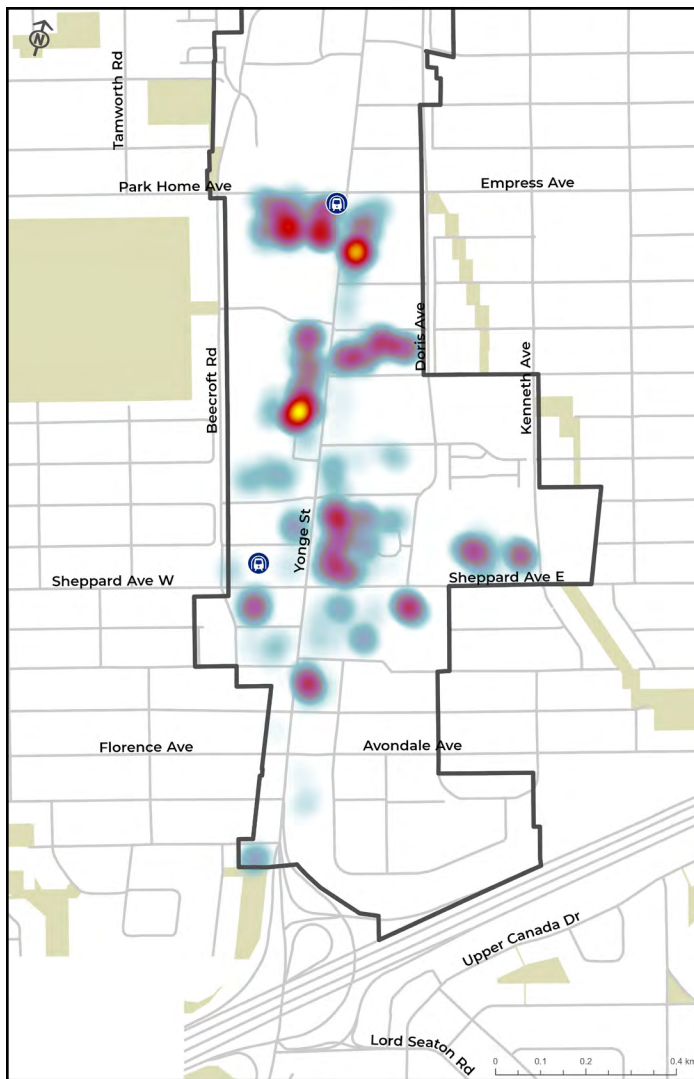 N
Tamworth Rd
Park Home Ave
Empress Ave
Doris Ave
Beecroft Rd
Kenneth Ave
Yonge St
Sheppard Ave W
Sheppard Ave E
Florence Ave
Avondale Ave
Upper Canada Dr
Lord Seaton Rd
0 0.1 0.2 0.4 km